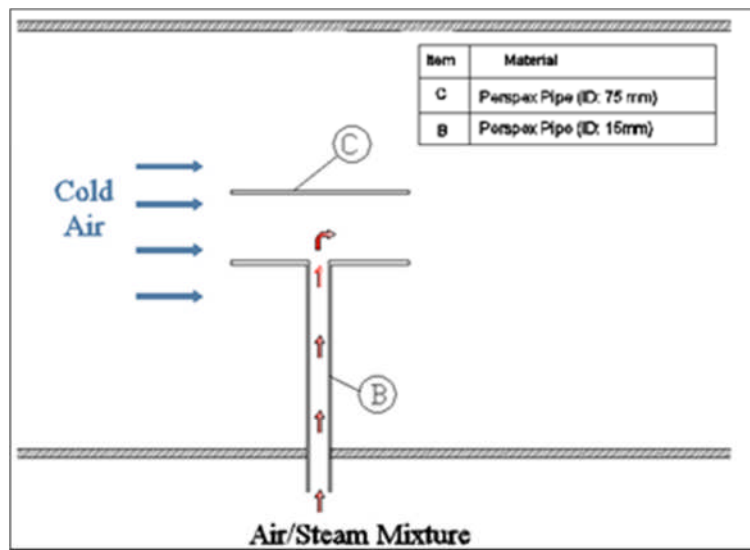 Item Material
C Perspex Pipe (ID: 75 mm)
B Perspex Pipe (ID: 15mm)
C
Cold
Air
B
Air/Steam Mixture